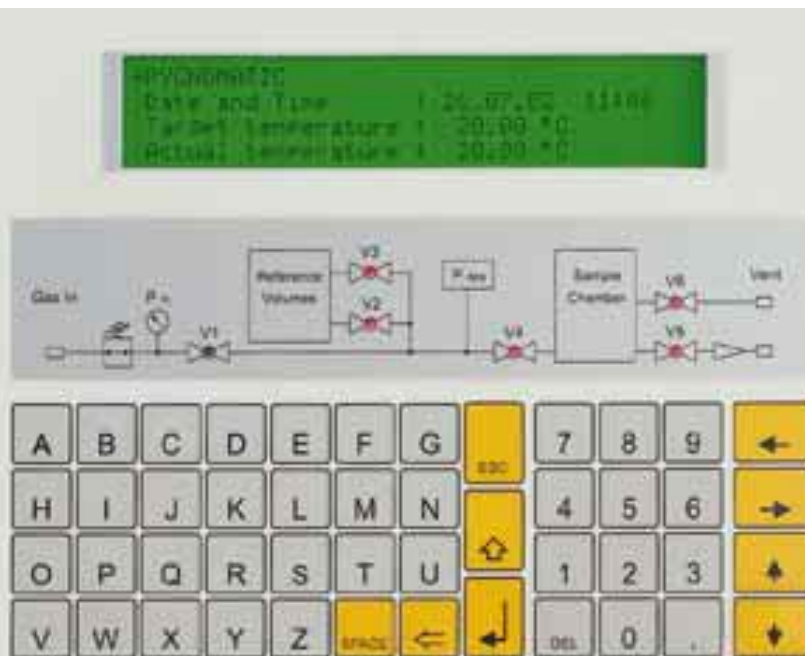 PYCNOMATIC
Date and Time :
Target temperature : 20.00 °C
Actual temperature : 20.00 °C
Gas In
P
V1
Reference
Volumes
V3
V2
P
V4
Sample
Chamber
V6
V5
Vent
A B C D E F G ESC 7 8 9
H I J K L M N 4 5 6
O P Q R S T U 1 2 3
V W X Y Z SPACE DEL 0 .